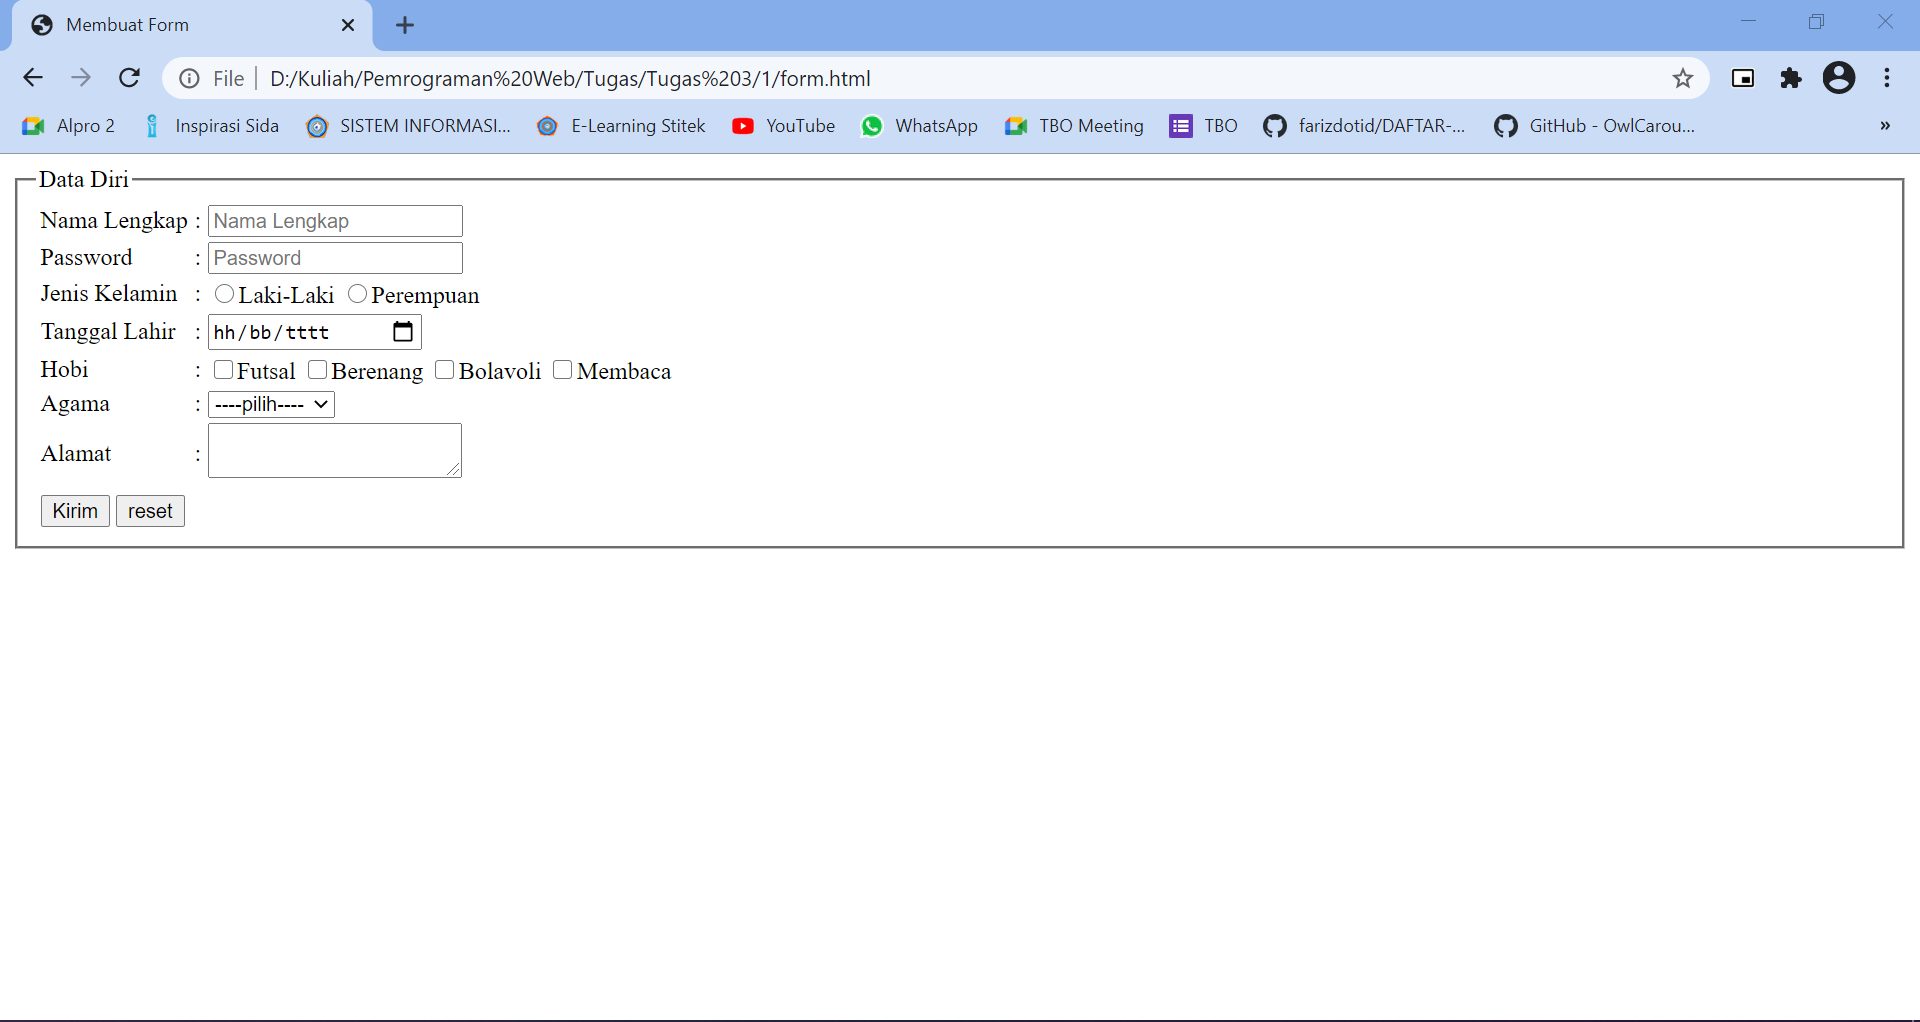 Membuat Form
File D:/Kuliah/Pemrograman%20Web/Tugas/Tugas%203/1/form.html
Alpro 2 Inspirasi Sida SISTEM INFORMASI... E-Learning Stitek YouTube WhatsApp TBO Meeting TBO farizdotid/DAFTAR-... GitHub - OwlCarou... »
Data Diri
Nama Lengkap : Nama Lengkap
Password : Password
Jenis Kelamin : Laki-Laki Perempuan
Tanggal Lahir : hh/bb/tttt
Hobi : Futsal Berenang Bolavoli Membaca
Agama : ----pilih----
Alamat :
Kirim reset